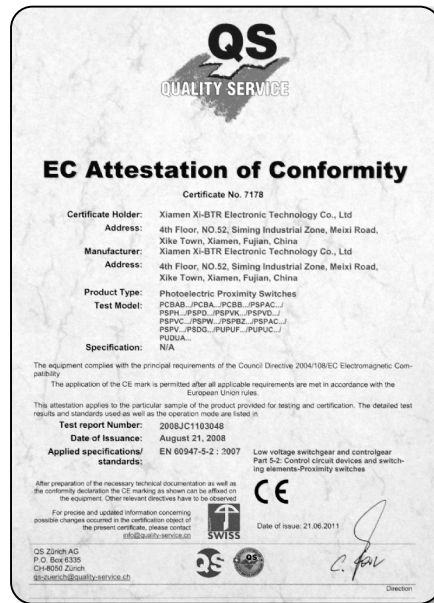 QS
QUALITY SERVICE
EC Attestation of Conformity
Certificate No. 7178
Certificate Holder: Xiamen Xi-BTR Electronic Technology Co., Ltd
Address: 4th Floor, NO.52, Siming Industrial Zone, Meixi Road,
Xike Town, Xiamen, Fujian, China
Manufacturer: Xiamen Xi-BTR Electronic Technology Co., Ltd
Address: 4th Floor, NO.52, Siming Industrial Zone, Meixi Road,
Xike Town, Xiamen, Fujian, China
Product Type: Photoelectric Proximity Switches
Test Model: PCBAB.../PCBA.../PCBB.../PSPAC.../
PSPH.../PSPD.../PSPVK.../PSPVD.../
PSPVC.../PSPW.../PSPBZ.../PSPAC.../
PSPV.../PSDG.../PUPUF.../PUPUC.../
PUDUA...
Specification: N/A
The equipment complies with the principal requirements of the Council Directive 2004/108/EC Electromagnetic Com-
patibility
The application of the CE mark is permitted after all applicable requirements are met in accordance with the
European Union rules.
This attestation applies to the particular sample of the product provided for testing and certification. The detailed test
results and standards used as well as the operation mode are listed in
Test report Number: 2008JC1103048
Date of Issuance: August 21, 2008
Applied specifications/ EN 60947-5-2 : 2007 Low voltage switchgear and controlgear
standards: Part 5-2: Control circuit devices and switch-
ing elements-Proximity switches
After preparation of the necessary technical documentation as well as
the conformity declaration the CE marking as shown can be affixed on
the equipment. Other relevant directives have to be observed
CE
For precise and updated information concerning
possible changes occurred in the certification object of
the present certificate, please contact
info@quality-service.cn
SWISS
Date of issue: 21.06.2011
QS Zürich AG
P.O. Box 6335
CH-8050 Zürich
qs-zuerich@quality-service.ch
QS
Direction